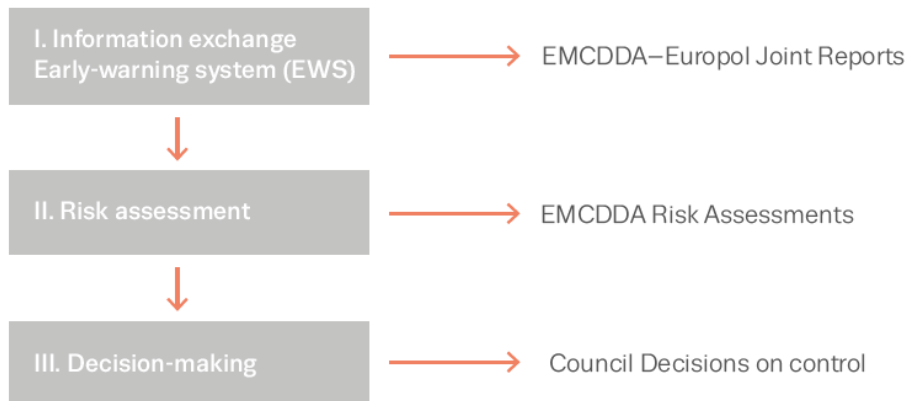 I. Information exchange
Early-warning system (EWS)
EMCDDA–Europol Joint Reports
II. Risk assessment
EMCDDA Risk Assessments
III. Decision-making
Council Decisions on control